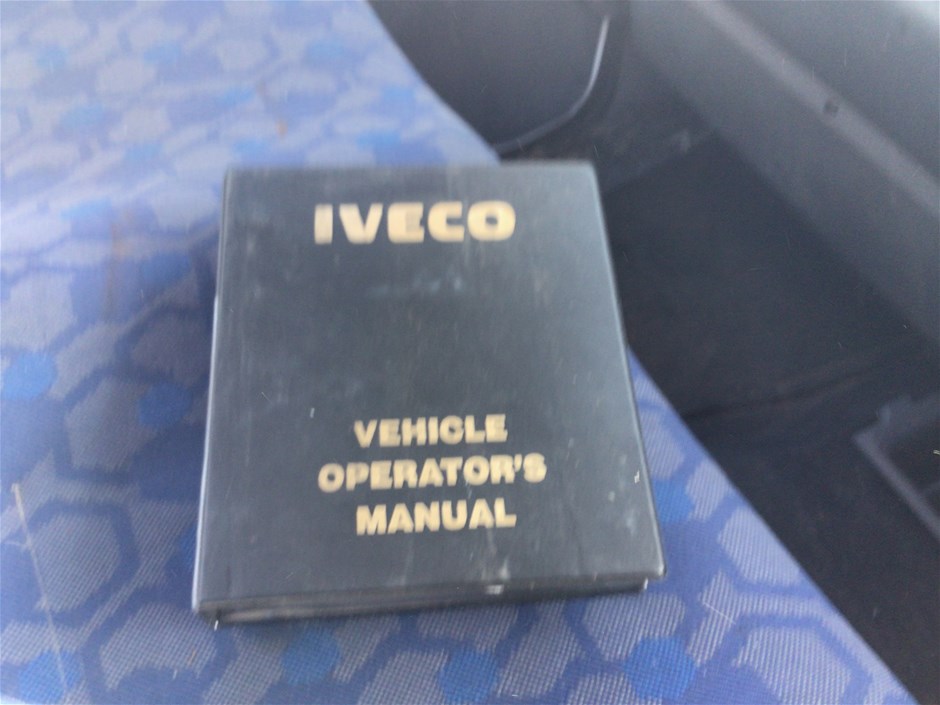 IVECO
VEHICLE
OPERATOR'S
MANUAL